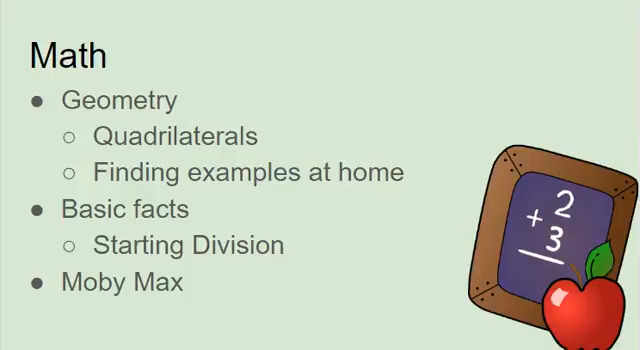 Math
● Geometry
○ Quadrilaterals
○ Finding examples at home
● Basic facts
○ Starting Division
● Moby Max
2
+ 3